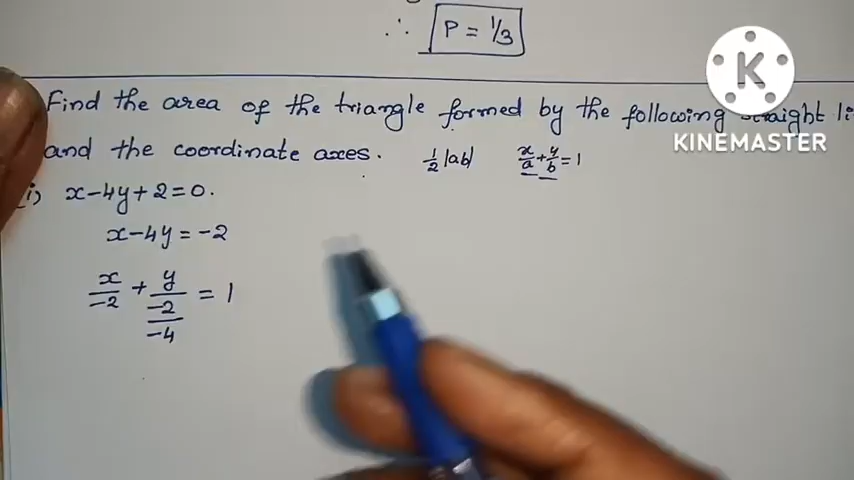 ∴ P = 1/3
Find the area of the triangle formed by the following straight
and the coordinate axes. 1/2 |ab| x/a + y/b = 1
i) x-4y+2=0.
x-4y = -2
x/-2 + y/(-2/-4) = 1
K
KINEMASTER